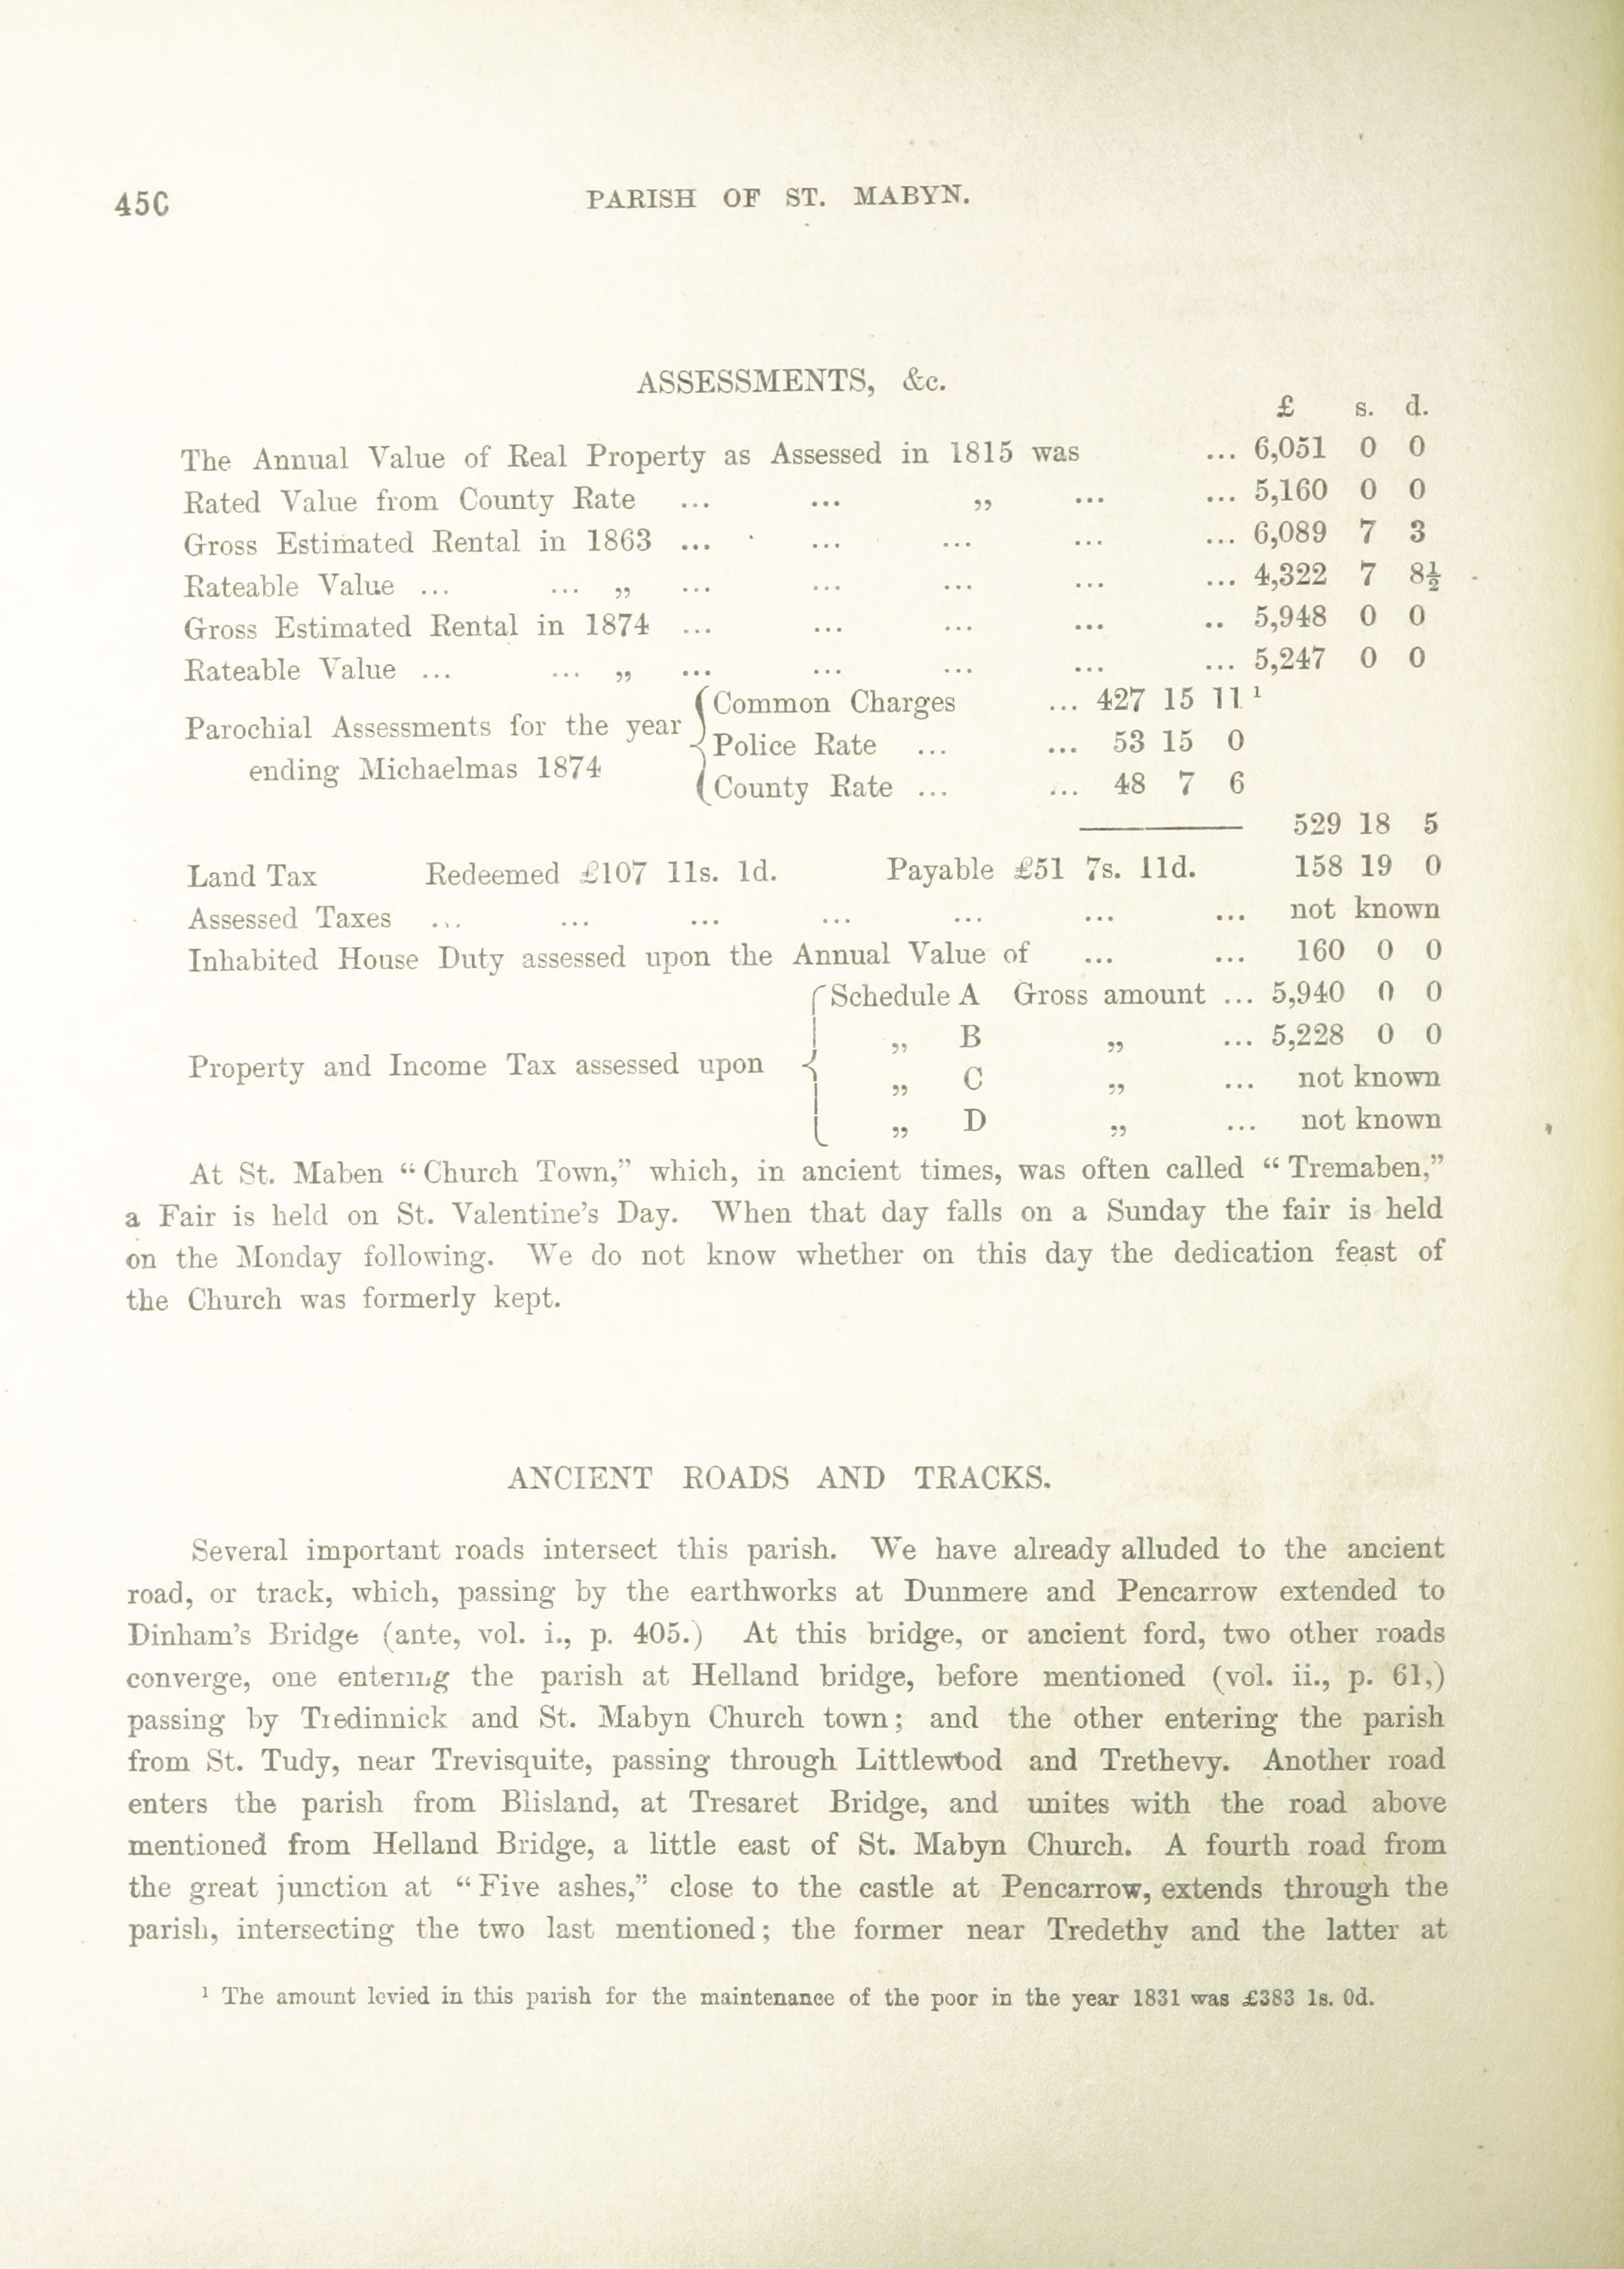 45C PARISH OF ST. MABYN.
ASSESSMENTS, &c.
£ s. d.
The Annual Value of Real Property as Assessed in 1815 was ... 6,051 0 0
Rated Value from County Rate ... ... „ ... ... 5,160 0 0
Gross Estimated Rental in 1863 ... ... ... ... ... 6,089 7 3
Rateable Value ... ... „ ... ... ... ... ... 4,322 7 8½
Gross Estimated Rental in 1874 ... ... ... ... .. 5,948 0 0
Rateable Value ... ... „ ... ... ... ... ... 5,247 0 0
Parochial Assessments for the year ending Michaelmas 1874
Common Charges ... 427 15 11 ¹
Police Rate ... ... 53 15 0
County Rate ... ... 48 7 6
529 18 5
Land Tax Redeemed £107 11s. 1d. Payable £51 7s. 11d. 158 19 0
Assessed Taxes ... ... ... ... ... ... ... not known
Inhabited House Duty assessed upon the Annual Value of ... ... 160 0 0
Property and Income Tax assessed upon
Schedule A Gross amount ... 5,940 0 0
„ B „ ... 5,228 0 0
„ C „ ... not known
„ D „ ... not known
At St. Maben “Church Town,” which, in ancient times, was often called “Tremaben,”
a Fair is held on St. Valentine’s Day. When that day falls on a Sunday the fair is held
on the Monday following. We do not know whether on this day the dedication feast of
the Church was formerly kept.
ANCIENT ROADS AND TRACKS.
Several important roads intersect this parish. We have already alluded to the ancient
road, or track, which, passing by the earthworks at Dunmere and Pencarrow extended to
Dinham’s Bridge (ante, vol. i., p. 405.) At this bridge, or ancient ford, two other roads
converge, one entering the parish at Helland bridge, before mentioned (vol. ii., p. 61,)
passing by Tredinnick and St. Mabyn Church town; and the other entering the parish
from St. Tudy, near Trevisquite, passing through Littlewood and Trethevy. Another road
enters the parish from Blisland, at Tresaret Bridge, and unites with the road above
mentioned from Helland Bridge, a little east of St. Mabyn Church. A fourth road from
the great junction at “Five ashes,” close to the castle at Pencarrow, extends through the
parish, intersecting the two last mentioned; the former near Tredethy and the latter at
¹ The amount levied in this parish for the maintenance of the poor in the year 1831 was £383 1s. 0d.